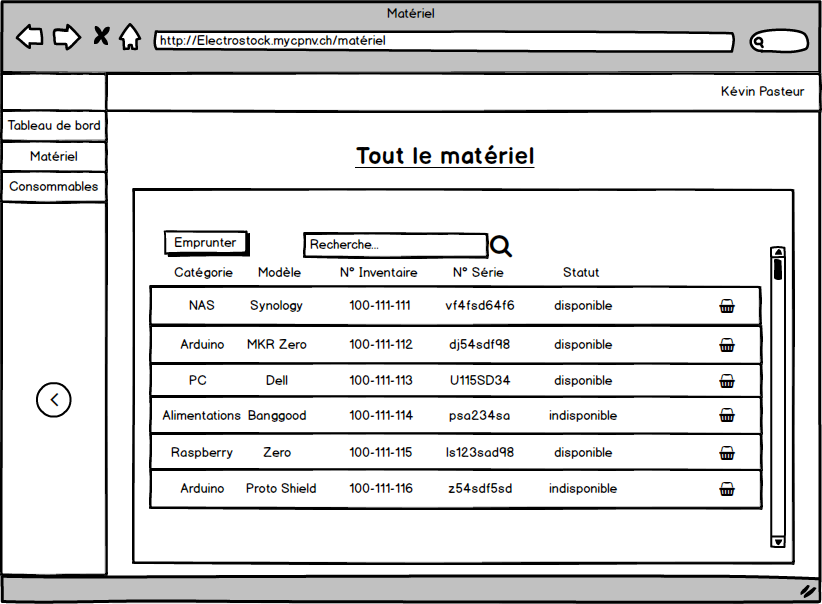 Matériel
http://Electrostock.mycpnv.ch/matériel
Kévin Pasteur
Tableau de bord
Matériel
Consommables
Tout le matériel
Emprunter
Recherche...
Catégorie Modèle N° Inventaire N° Série Statut
NAS Synology 100-111-111 vf4fsd64f6 disponible
Arduino MKR Zero 100-111-112 dj54sdf98 disponible
PC Dell 100-111-113 U115SD34 disponible
Alimentations Banggood 100-111-114 psa234sa indisponible
Raspberry Zero 100-111-115 ls123sad98 disponible
Arduino Proto Shield 100-111-116 z54sdf5sd indisponible